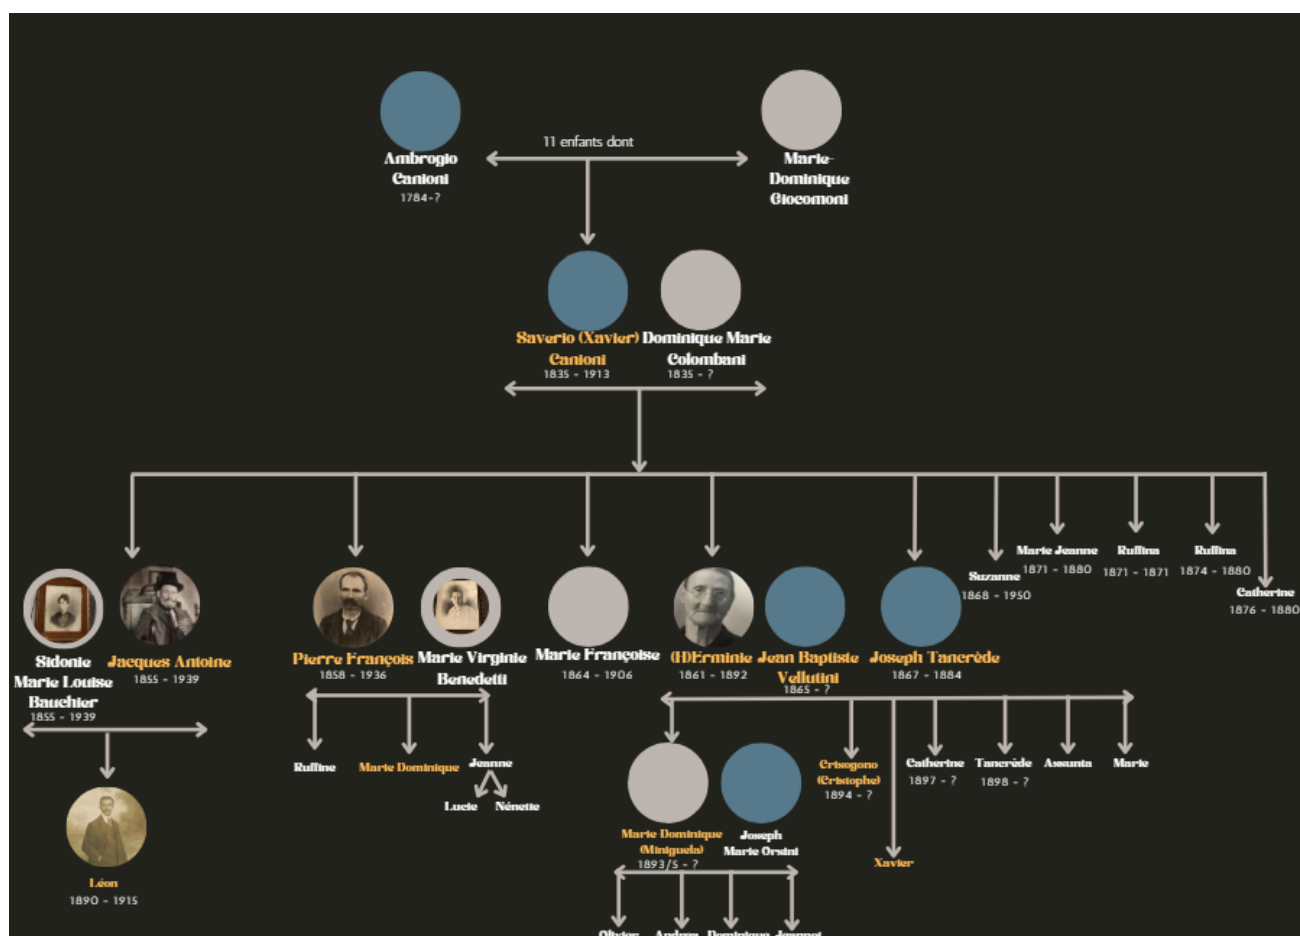 11 enfants dont
Ambrogio
Canioni
1784-?
Marie-
Dominique
Giocomoni
Saverio (Xavier)
Canioni
1835 - 1913
Dominique Marie
Colombani
1835 - ?
Sidonie
Marie Louise
Bauchier
1855 - 1939
Jacques Antoine
1855 - 1939
Pierre François
1858 - 1936
Marie Virginie
Benedetti
Marie Françoise
1864 - 1906
(H)Erminie
1861 - 1892
Jean Baptiste
Vellutini
1865 - ?
Joseph Tancrède
1867 - 1884
Suzanne
1868 - 1950
Marie Jeanne
1871 - 1880
Ruffina
1871 - 1871
Ruffina
1874 - 1880
Catherine
1876 - 1880
Léon
1890 - 1915
Ruffine
Marie Dominique
Jeanne
Lucie
Nénette
Marie Dominique
(Miniguela)
1893/5 - ?
Joseph
Marie Orsini
Crisogono
(Cristophe)
1894 - ?
Xavier
Catherine
1897 - ?
Tancrède
1898 - ?
Assunta
Marie
Olivier
Andrea
Dominique
Jeannot